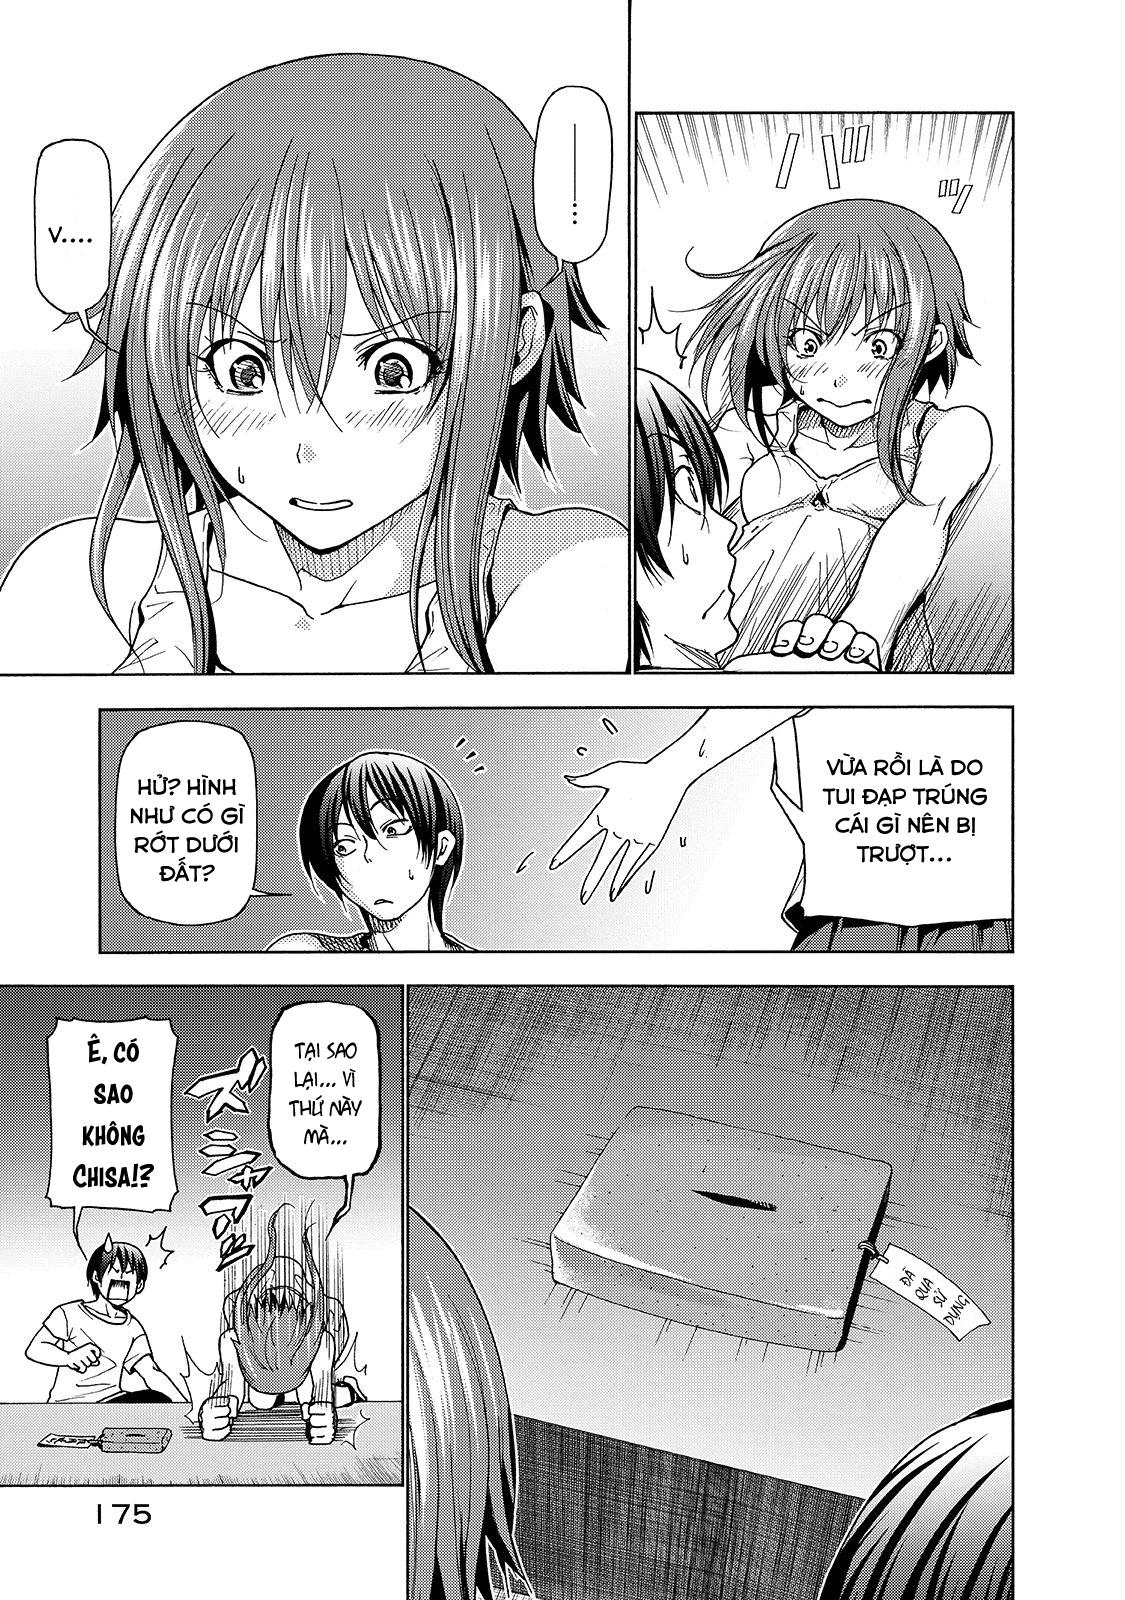 ………
V....
VỪA RỒI LÀ DO
TUI ĐẠP TRÚNG
CÁI GÌ NÊN BỊ
TRƯỢT...
HỬ? HÌNH
NHƯ CÓ GÌ
RỚT DƯỚI
ĐẤT?
ĐÃ
QUA
SỬ
DỤNG
TẠI SAO
LẠI... VÌ
THỨ NÀY
MÀ...
Ê, CÓ
SAO
KHÔNG
CHISA!?
175